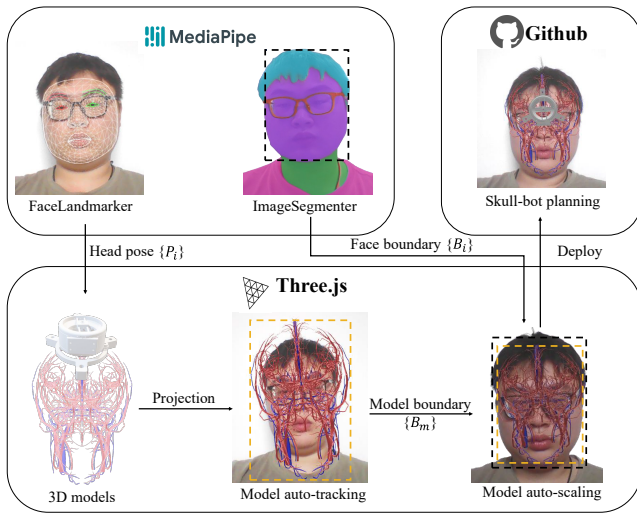 MediaPipe
Github
FaceLandmarker
ImageSegmenter
Skull-bot planning
Head pose {P_i}
Face boundary {B_i}
Deploy
Three.js
Projection
Model boundary
{B_m}
3D models
Model auto-tracking
Model auto-scaling